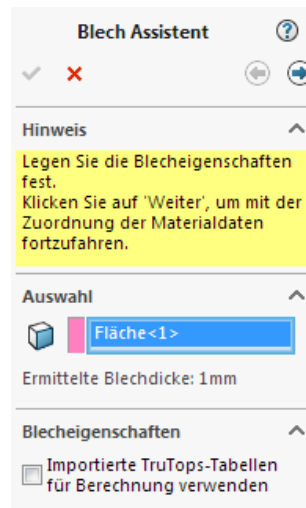 Blech Assistent
Hinweis
Legen Sie die Blecheigenschaften
fest.
Klicken Sie auf 'Weiter', um mit der
Zuordnung der Materialdaten
fortzufahren.
Auswahl
Fläche<1>
Ermittelte Blechdicke: 1mm
Blecheigenschaften
Importierte TruTops-Tabellen
für Berechnung verwenden